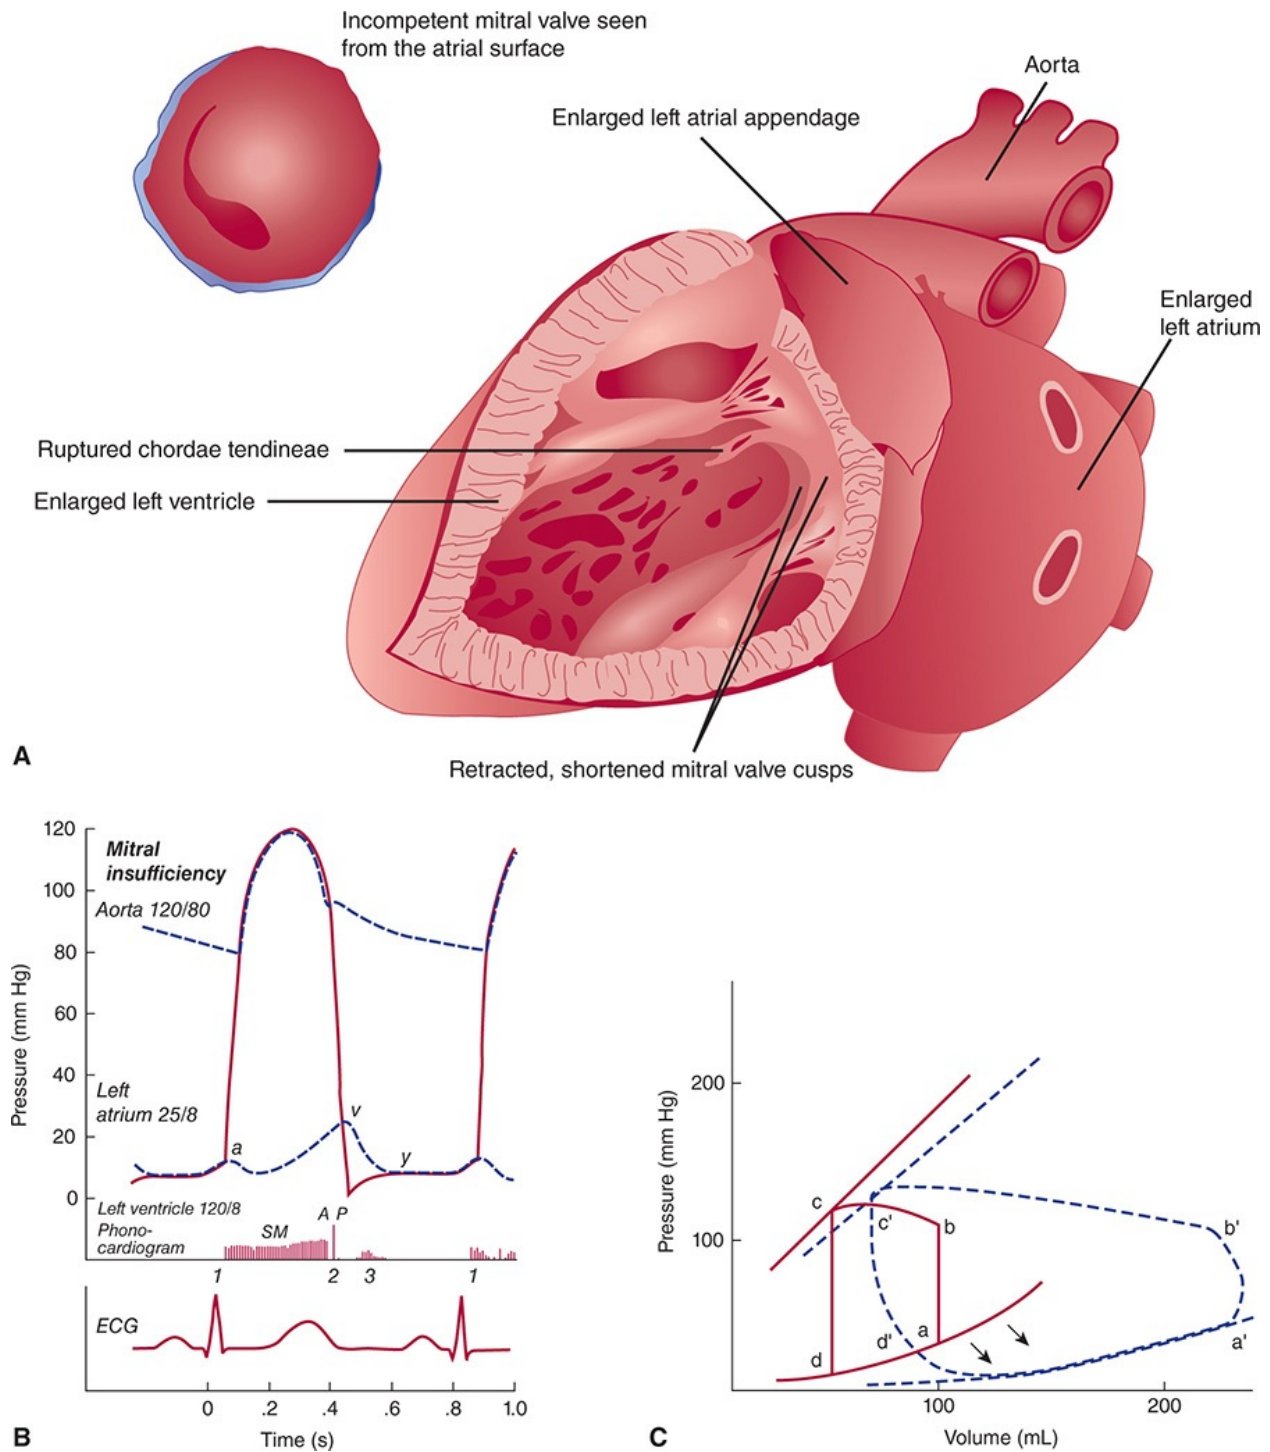 Incompetent mitral valve seen
from the atrial surface
Aorta
Enlarged left atrial appendage
Enlarged
left atrium
Ruptured chordae tendineae
Enlarged left ventricle
Retracted, shortened mitral valve cusps
A
120
100
80
60
40
20
0
Pressure (mm Hg)
Mitral
insufficiency
Aorta 120/80
Left
atrium 25/8
a
v
y
Left ventricle 120/8
Phono-
cardiogram
SM
A P
1
2
3
1
ECG
0
.2
.4
.6
.8
1.0
Time (s)
B
200
100
Pressure (mm Hg)
c
c'
b
b'
d
d'
a
a'
100
200
Volume (mL)
C